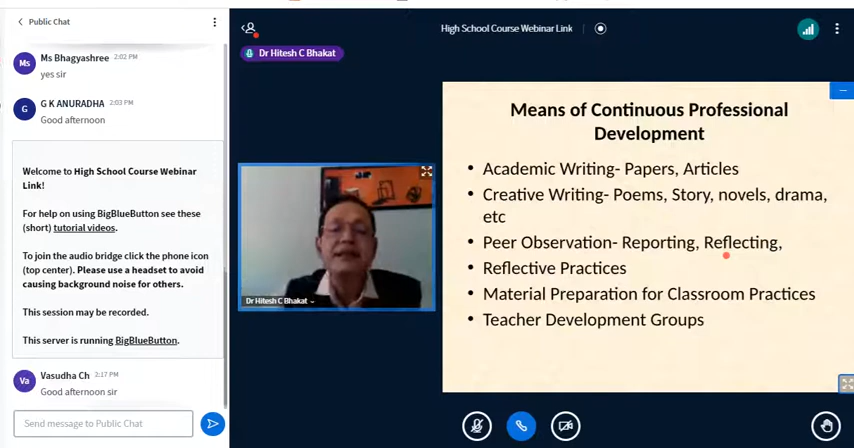 Public Chat
Ms
Ms Bhagyashree 2:02 PM
yes sir
G
G K ANURADHA 2:03 PM
Good afternoon
Welcome to High School Course Webinar
Link!
For help on using BigBlueButton see these
(short) tutorial videos.
To join the audio bridge click the phone icon
(top center). Please use a headset to avoid
causing background noise for others.
This session may be recorded.
This server is running BigBlueButton.
Va
Vasudha Ch 2:17 PM
Good afternoon sir
Send message to Public Chat
High School Course Webinar Link
Dr Hitesh C Bhakat
Dr Hitesh C Bhakat
Means of Continuous Professional
Development
• Academic Writing- Papers, Articles
• Creative Writing- Poems, Story, novels, drama,
etc
• Peer Observation- Reporting, Reflecting,
• Reflective Practices
• Material Preparation for Classroom Practices
• Teacher Development Groups